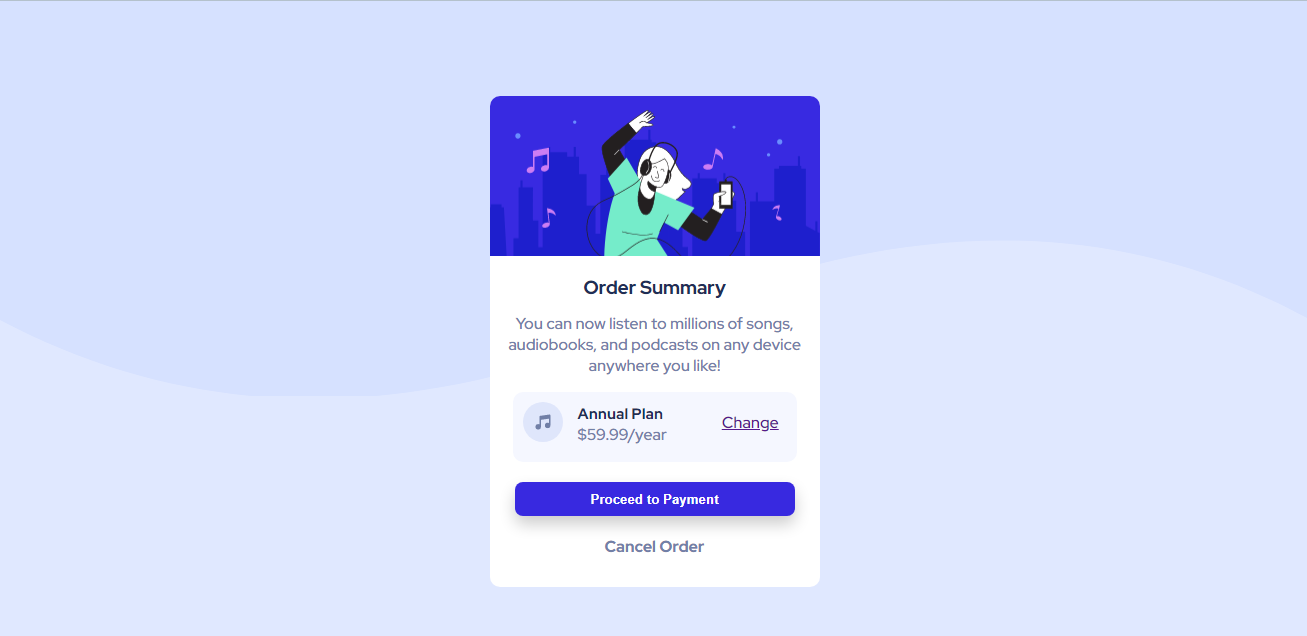 Order Summary
You can now listen to millions of songs,
audiobooks, and podcasts on any device
anywhere you like!
Annual Plan
$59.99/year
Change
Proceed to Payment
Cancel Order